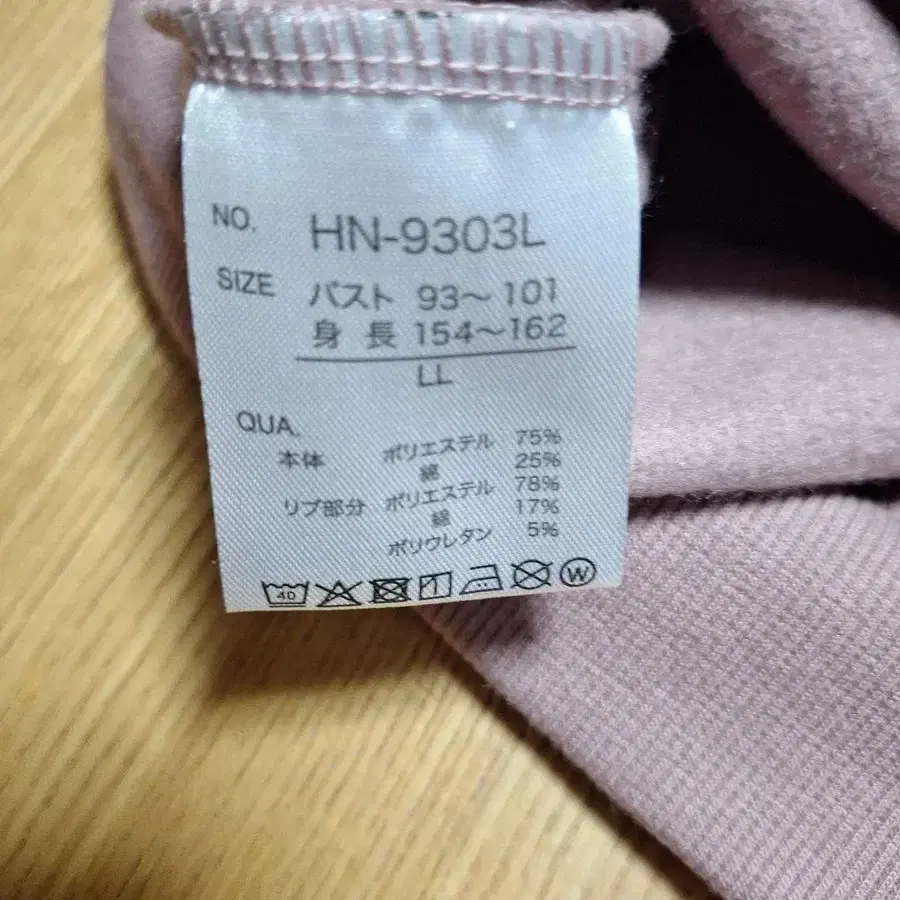 NO. HN-9303L
SIZE バスト 93〜101
身 長 154〜162
LL
QUA.
本体 ポリエステル 75%
綿 25%
リブ部分 ポリエステル 78%
綿 17%
ポリウレタン 5%
40 W